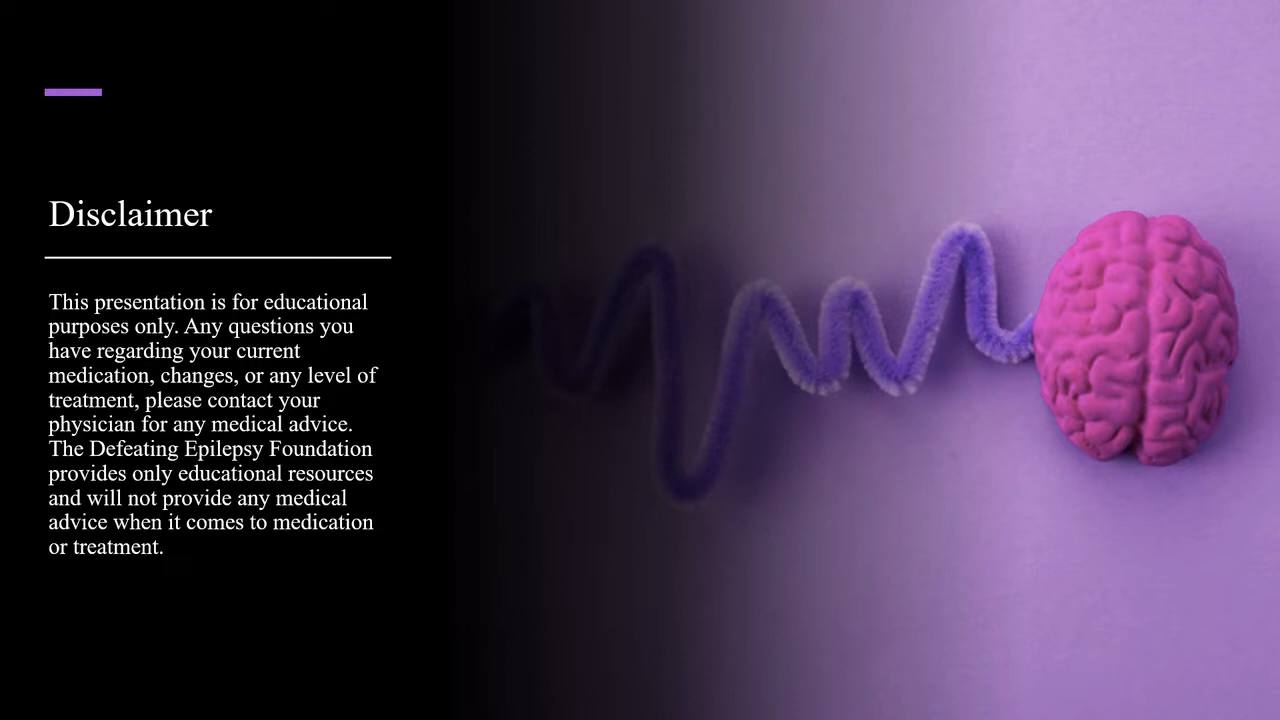 Disclaimer
This presentation is for educational
purposes only. Any questions you
have regarding your current
medication, changes, or any level of
treatment, please contact your
physician for any medical advice.
The Defeating Epilepsy Foundation
provides only educational resources
and will not provide any medical
advice when it comes to medication
or treatment.